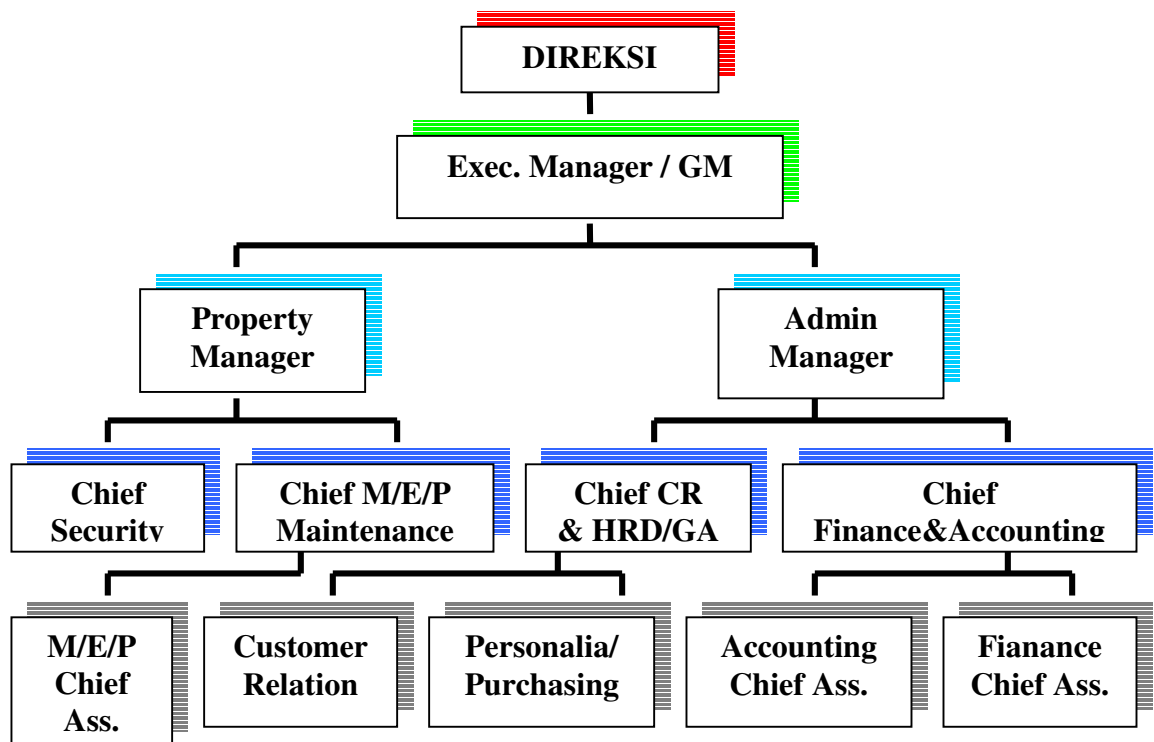 DIREKSI
Exec. Manager / GM
Property
Manager
Admin
Manager
Chief
Security
Chief M/E/P
Maintenance
Chief CR
& HRD/GA
Chief
Finance&Accounting
M/E/P
Chief
Ass.
Customer
Relation
Personalia/
Purchasing
Accounting
Chief Ass.
Fianance
Chief Ass.